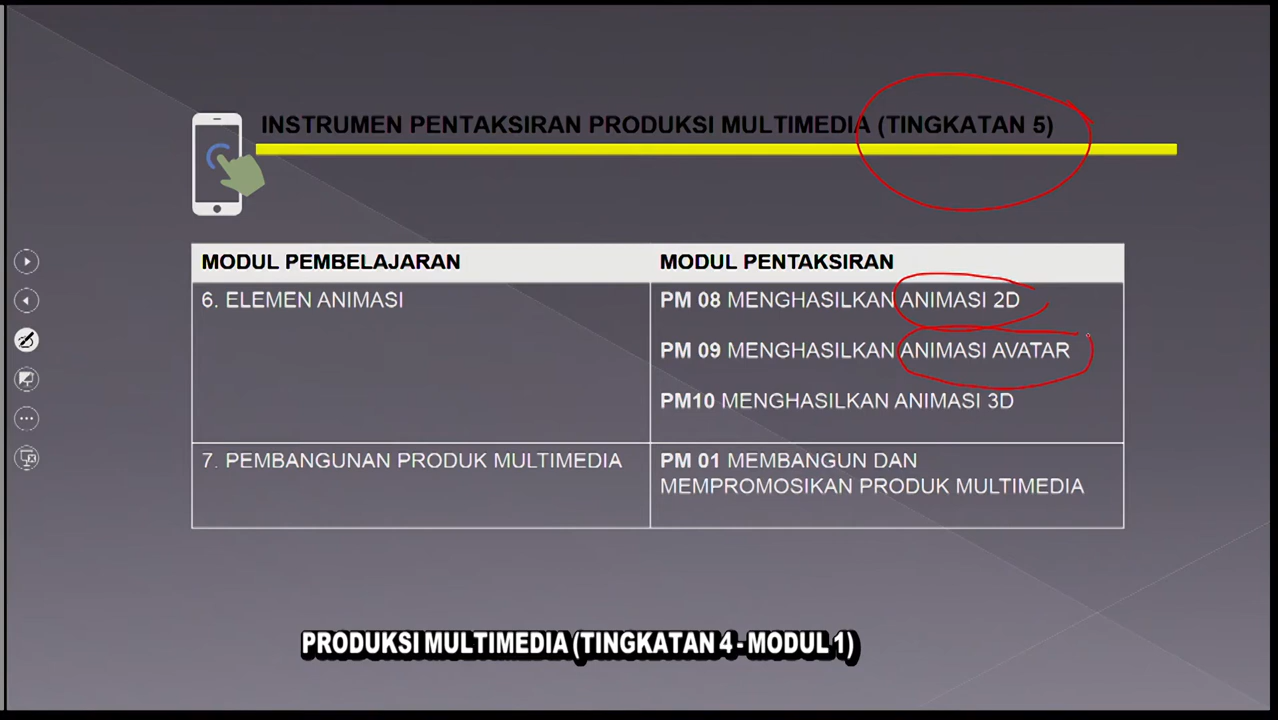 INSTRUMEN PENTAKSIRAN PRODUKSI MULTIMEDIA (TINGKATAN 5)
MODUL PEMBELAJARAN
MODUL PENTAKSIRAN
6. ELEMEN ANIMASI
PM 08 MENGHASILKAN ANIMASI 2D
PM 09 MENGHASILKAN ANIMASI AVATAR
PM10 MENGHASILKAN ANIMASI 3D
7. PEMBANGUNAN PRODUK MULTIMEDIA
PM 01 MEMBANGUN DAN
MEMPROMOSIKAN PRODUK MULTIMEDIA
PRODUKSI MULTIMEDIA (TINGKATAN 4 - MODUL 1)